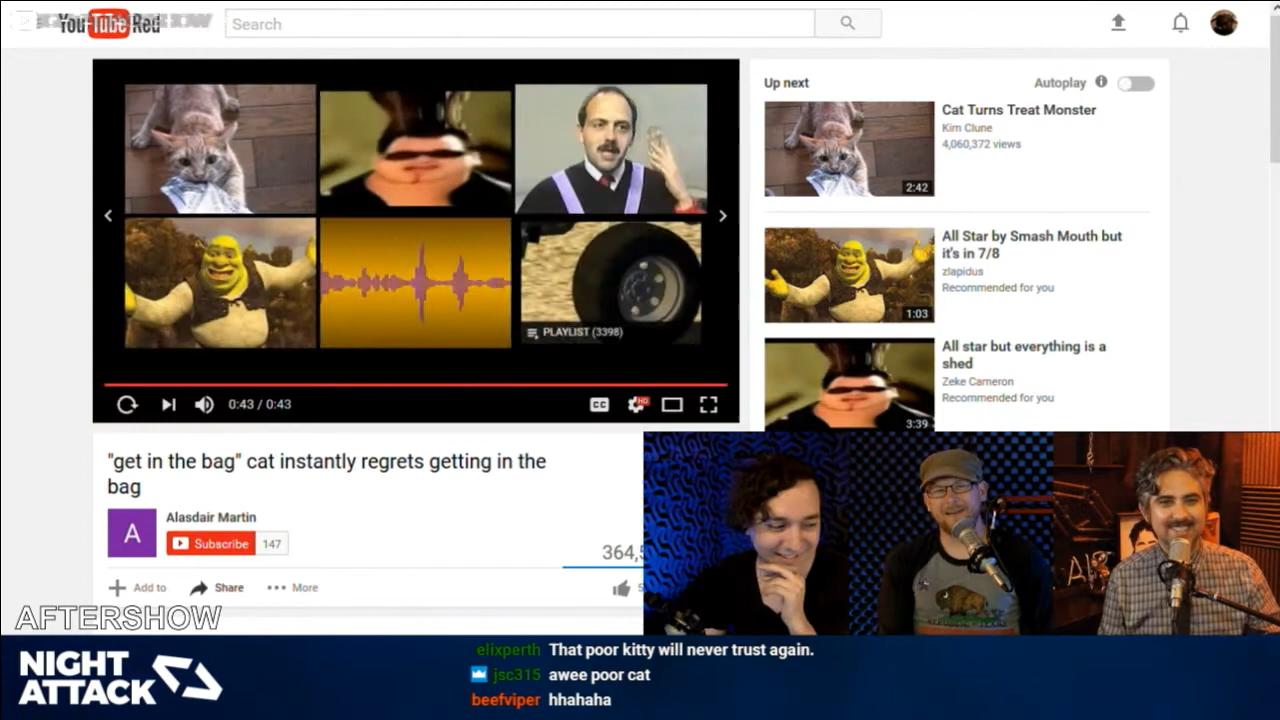 YouTube Red
Search
Up next
Autoplay
Cat Turns Treat Monster
Kim Clune
4,060,372 views
2:42
All Star by Smash Mouth but
it's in 7/8
zlapidus
Recommended for you
1:03
All star but everything is a
shed
Zeke Cameron
Recommended for you
3:39
PLAYLIST (3398)
0:43 / 0:43
CC
HD
"get in the bag" cat instantly regrets getting in the
bag
A
Alasdair Martin
Subscribe 147
364,5
Add to
Share
More
5
AFTERSHOW
NIGHT
ATTACK
elixperth That poor kitty will never trust again.
jsc315 awee poor cat
beefviper hhahaha